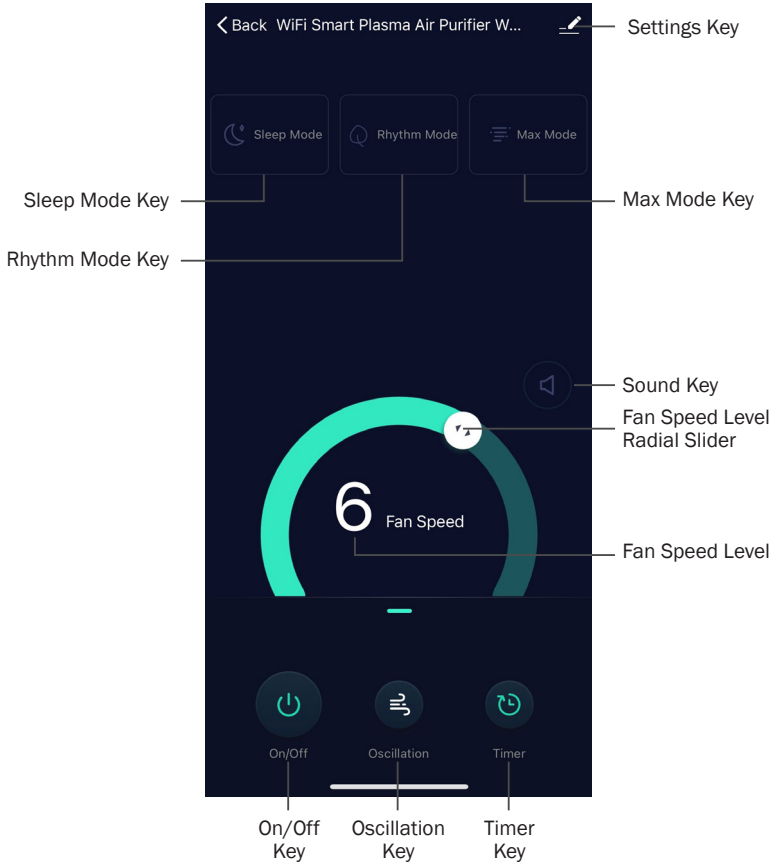 Back WiFi Smart Plasma Air Purifier W...
Settings Key
Sleep Mode
Rhythm Mode
Max Mode
Sleep Mode Key
Max Mode Key
Rhythm Mode Key
Sound Key
Fan Speed Level
Radial Slider
6 Fan Speed
Fan Speed Level
On/Off
Oscillation
Timer
On/Off
Key
Oscillation
Key
Timer
Key